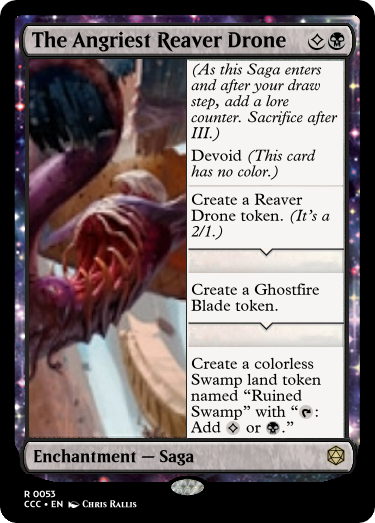 The Angriest Reaver Drone
(As this Saga enters
and after your draw
step, add a lore
counter. Sacrifice after
III.)
Devoid (This card
has no color.)
Create a Reaver
Drone token. (It's a
2/1.)
Create a Ghostfire
Blade token.
Create a colorless
Swamp land token
named “Ruined
Swamp” with “:
Add or .”
Enchantment — Saga
R 0053
CCC • EN Chris Rallis